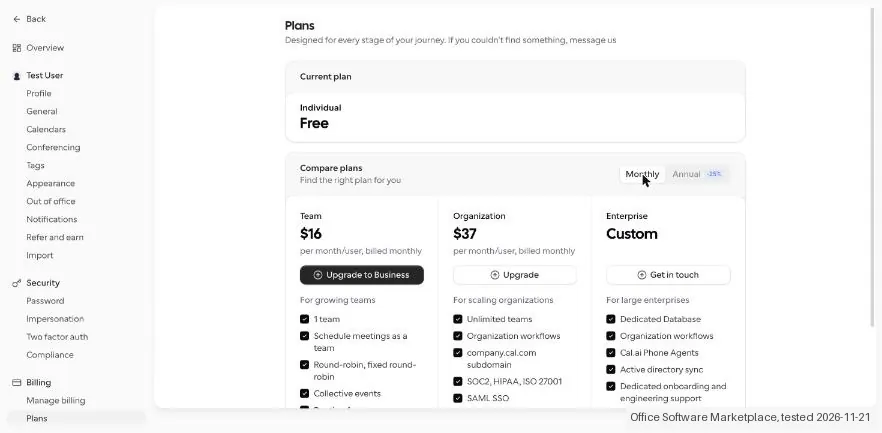 Back
Overview
Test User
Profile
General
Calendars
Conferencing
Tags
Appearance
Out of office
Notifications
Refer and earn
Import
Security
Password
Impersonation
Two factor auth
Compliance
Billing
Manage billing
Plans
Plans
Designed for every stage of your journey. If you couldn't find something, message us
Current plan
Individual
Free
Compare plans
Find the right plan for you
Monthly
Annual -25%
Team
$16
per month/user, billed monthly
Upgrade to Business
For growing teams
1 team
Schedule meetings as a
team
Round-robin, fixed round-
robin
Collective events
Organization
$37
per month/user, billed monthly
Upgrade
For scaling organizations
Unlimited teams
Organization workflows
company.cal.com
subdomain
SOC2, HIPAA, ISO 27001
SAML SSO
Enterprise
Custom
Get in touch
For large enterprises
Dedicated Database
Organization workflows
Cal.ai Phone Agents
Active directory sync
Dedicated onboarding and
engineering support
Office Software Marketplace, tested 2026-11-21